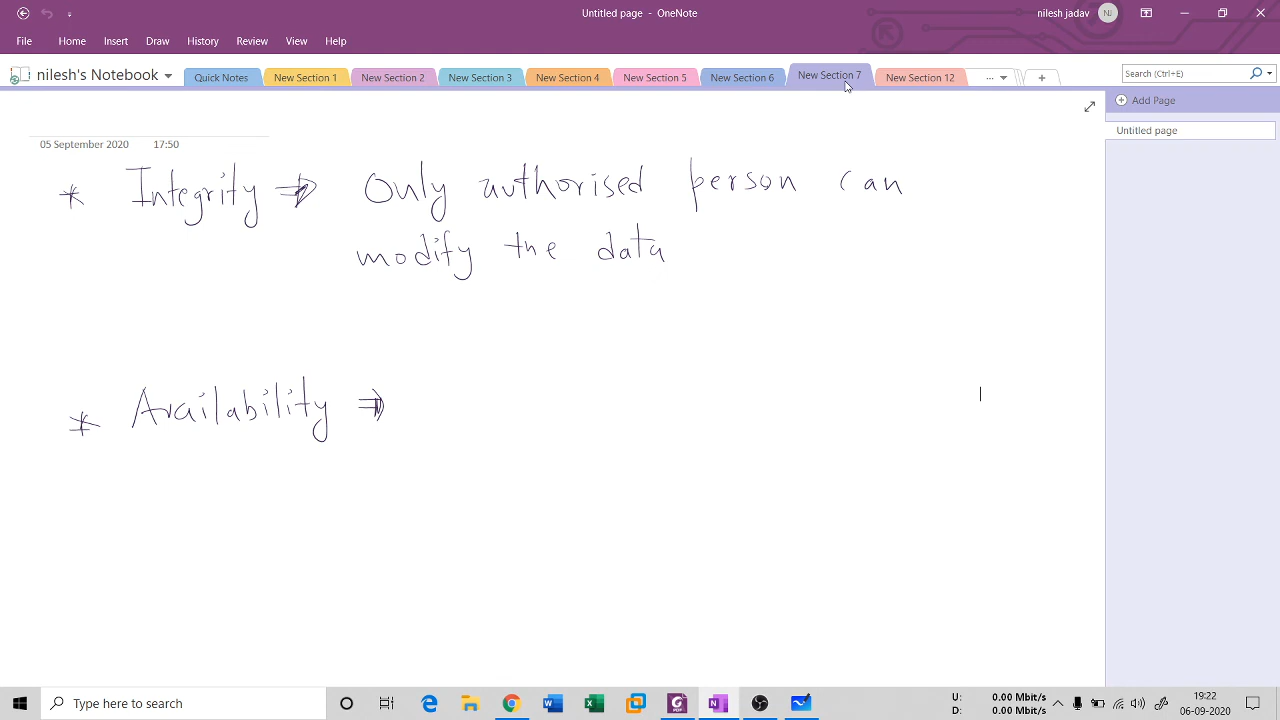 Untitled page - OneNote
nilesh jadav
NJ
File Home Insert Draw History Review View Help
nilesh's Notebook
Quick Notes New Section 1 New Section 2 New Section 3 New Section 4 New Section 5 New Section 6 New Section 7 New Section 12 ...
Search (Ctrl+E)
Add Page
Untitled page
05 September 2020 17:50
* Integrity ⇒ Only authorised person can
modify the data
* Availability ⇒
Type here to search
U: 0.00 Mbit/s
D: 0.00 Mbit/s
19:22
06-09-2020